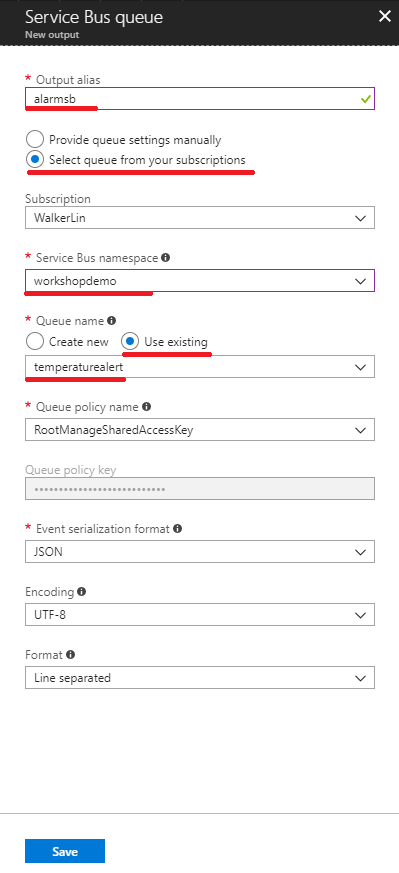 Service Bus queue
New output
* Output alias
alarmsb
Provide queue settings manually
Select queue from your subscriptions
Subscription
WalkerLin
* Service Bus namespace
workshopdemo
* Queue name
Create new Use existing
temperaturealert
* Queue policy name
RootManageSharedAccessKey
Queue policy key
•••••••••••••••••••••••••••
* Event serialization format
JSON
Encoding
UTF-8
Format
Line separated
Save